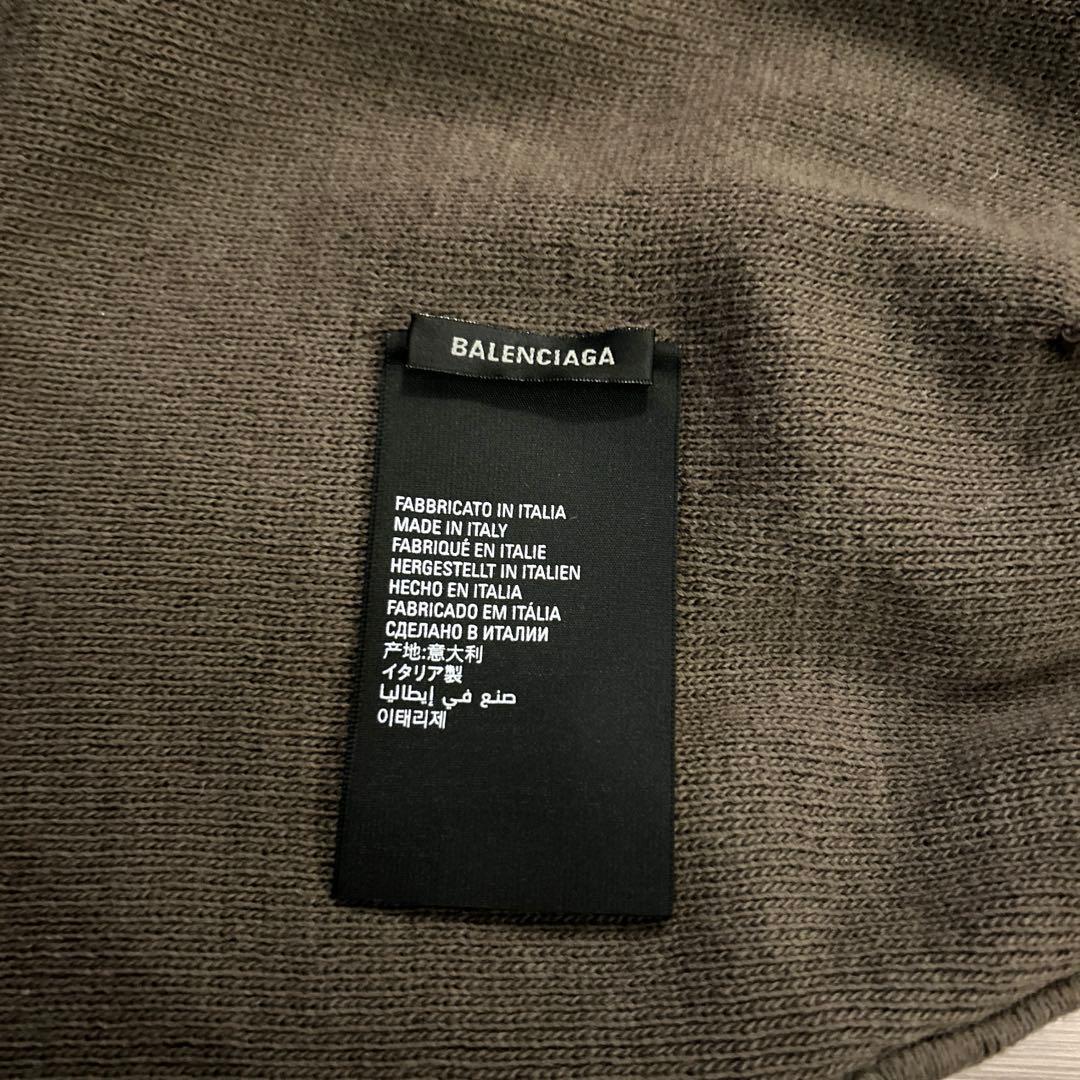 BALENCIAGA
FABBRICATO IN ITALIA
MADE IN ITALY
FABRIQUÉ EN ITALIE
HERGESTELLT IN ITALIEN
HECHO EN ITALIA
FABRICADO EM ITÁLIA
СДЕЛАНО В ИТАЛИИ
产地:意大利
イタリア製
صنع في إيطاليا
이태리제